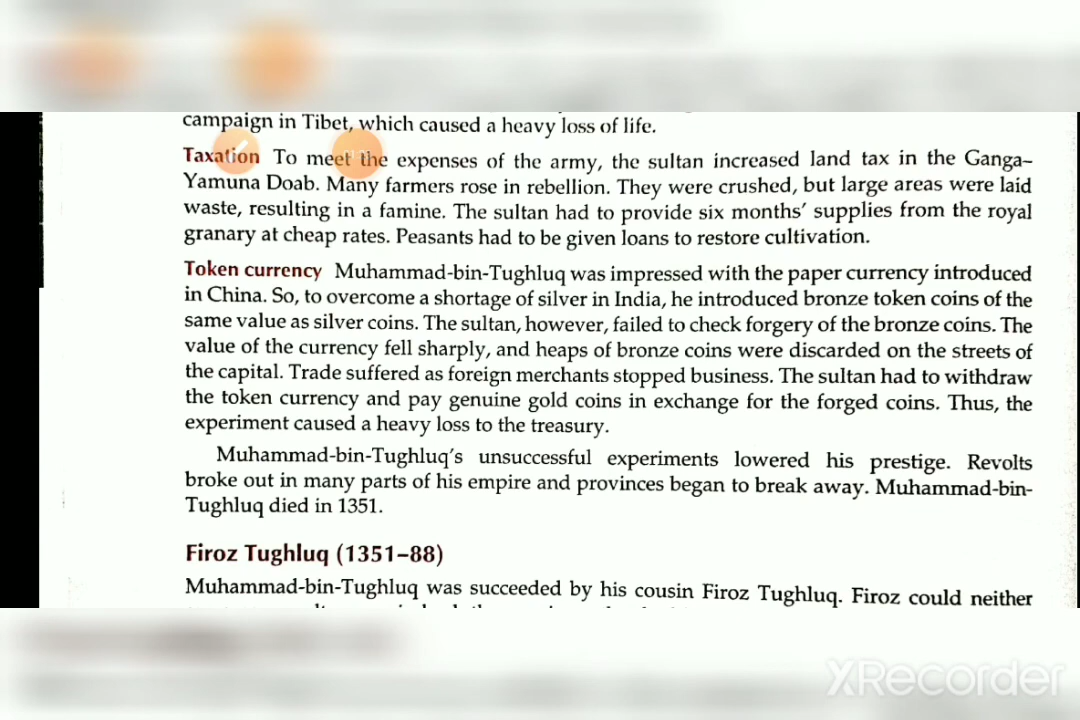 campaign in Tibet, which caused a heavy loss of life.
Taxation To meet the expenses of the army, the sultan increased land tax in the Ganga–
Yamuna Doab. Many farmers rose in rebellion. They were crushed, but large areas were laid
waste, resulting in a famine. The sultan had to provide six months' supplies from the royal
granary at cheap rates. Peasants had to be given loans to restore cultivation.
Token currency Muhammad-bin-Tughluq was impressed with the paper currency introduced
in China. So, to overcome a shortage of silver in India, he introduced bronze token coins of the
same value as silver coins. The sultan, however, failed to check forgery of the bronze coins. The
value of the currency fell sharply, and heaps of bronze coins were discarded on the streets of
the capital. Trade suffered as foreign merchants stopped business. The sultan had to withdraw
the token currency and pay genuine gold coins in exchange for the forged coins. Thus, the
experiment caused a heavy loss to the treasury.
Muhammad-bin-Tughluq's unsuccessful experiments lowered his prestige. Revolts
broke out in many parts of his empire and provinces began to break away. Muhammad-bin-
Tughluq died in 1351.
Firoz Tughluq (1351–88)
Muhammad-bin-Tughluq was succeeded by his cousin Firoz Tughluq. Firoz could neither
XRecorder